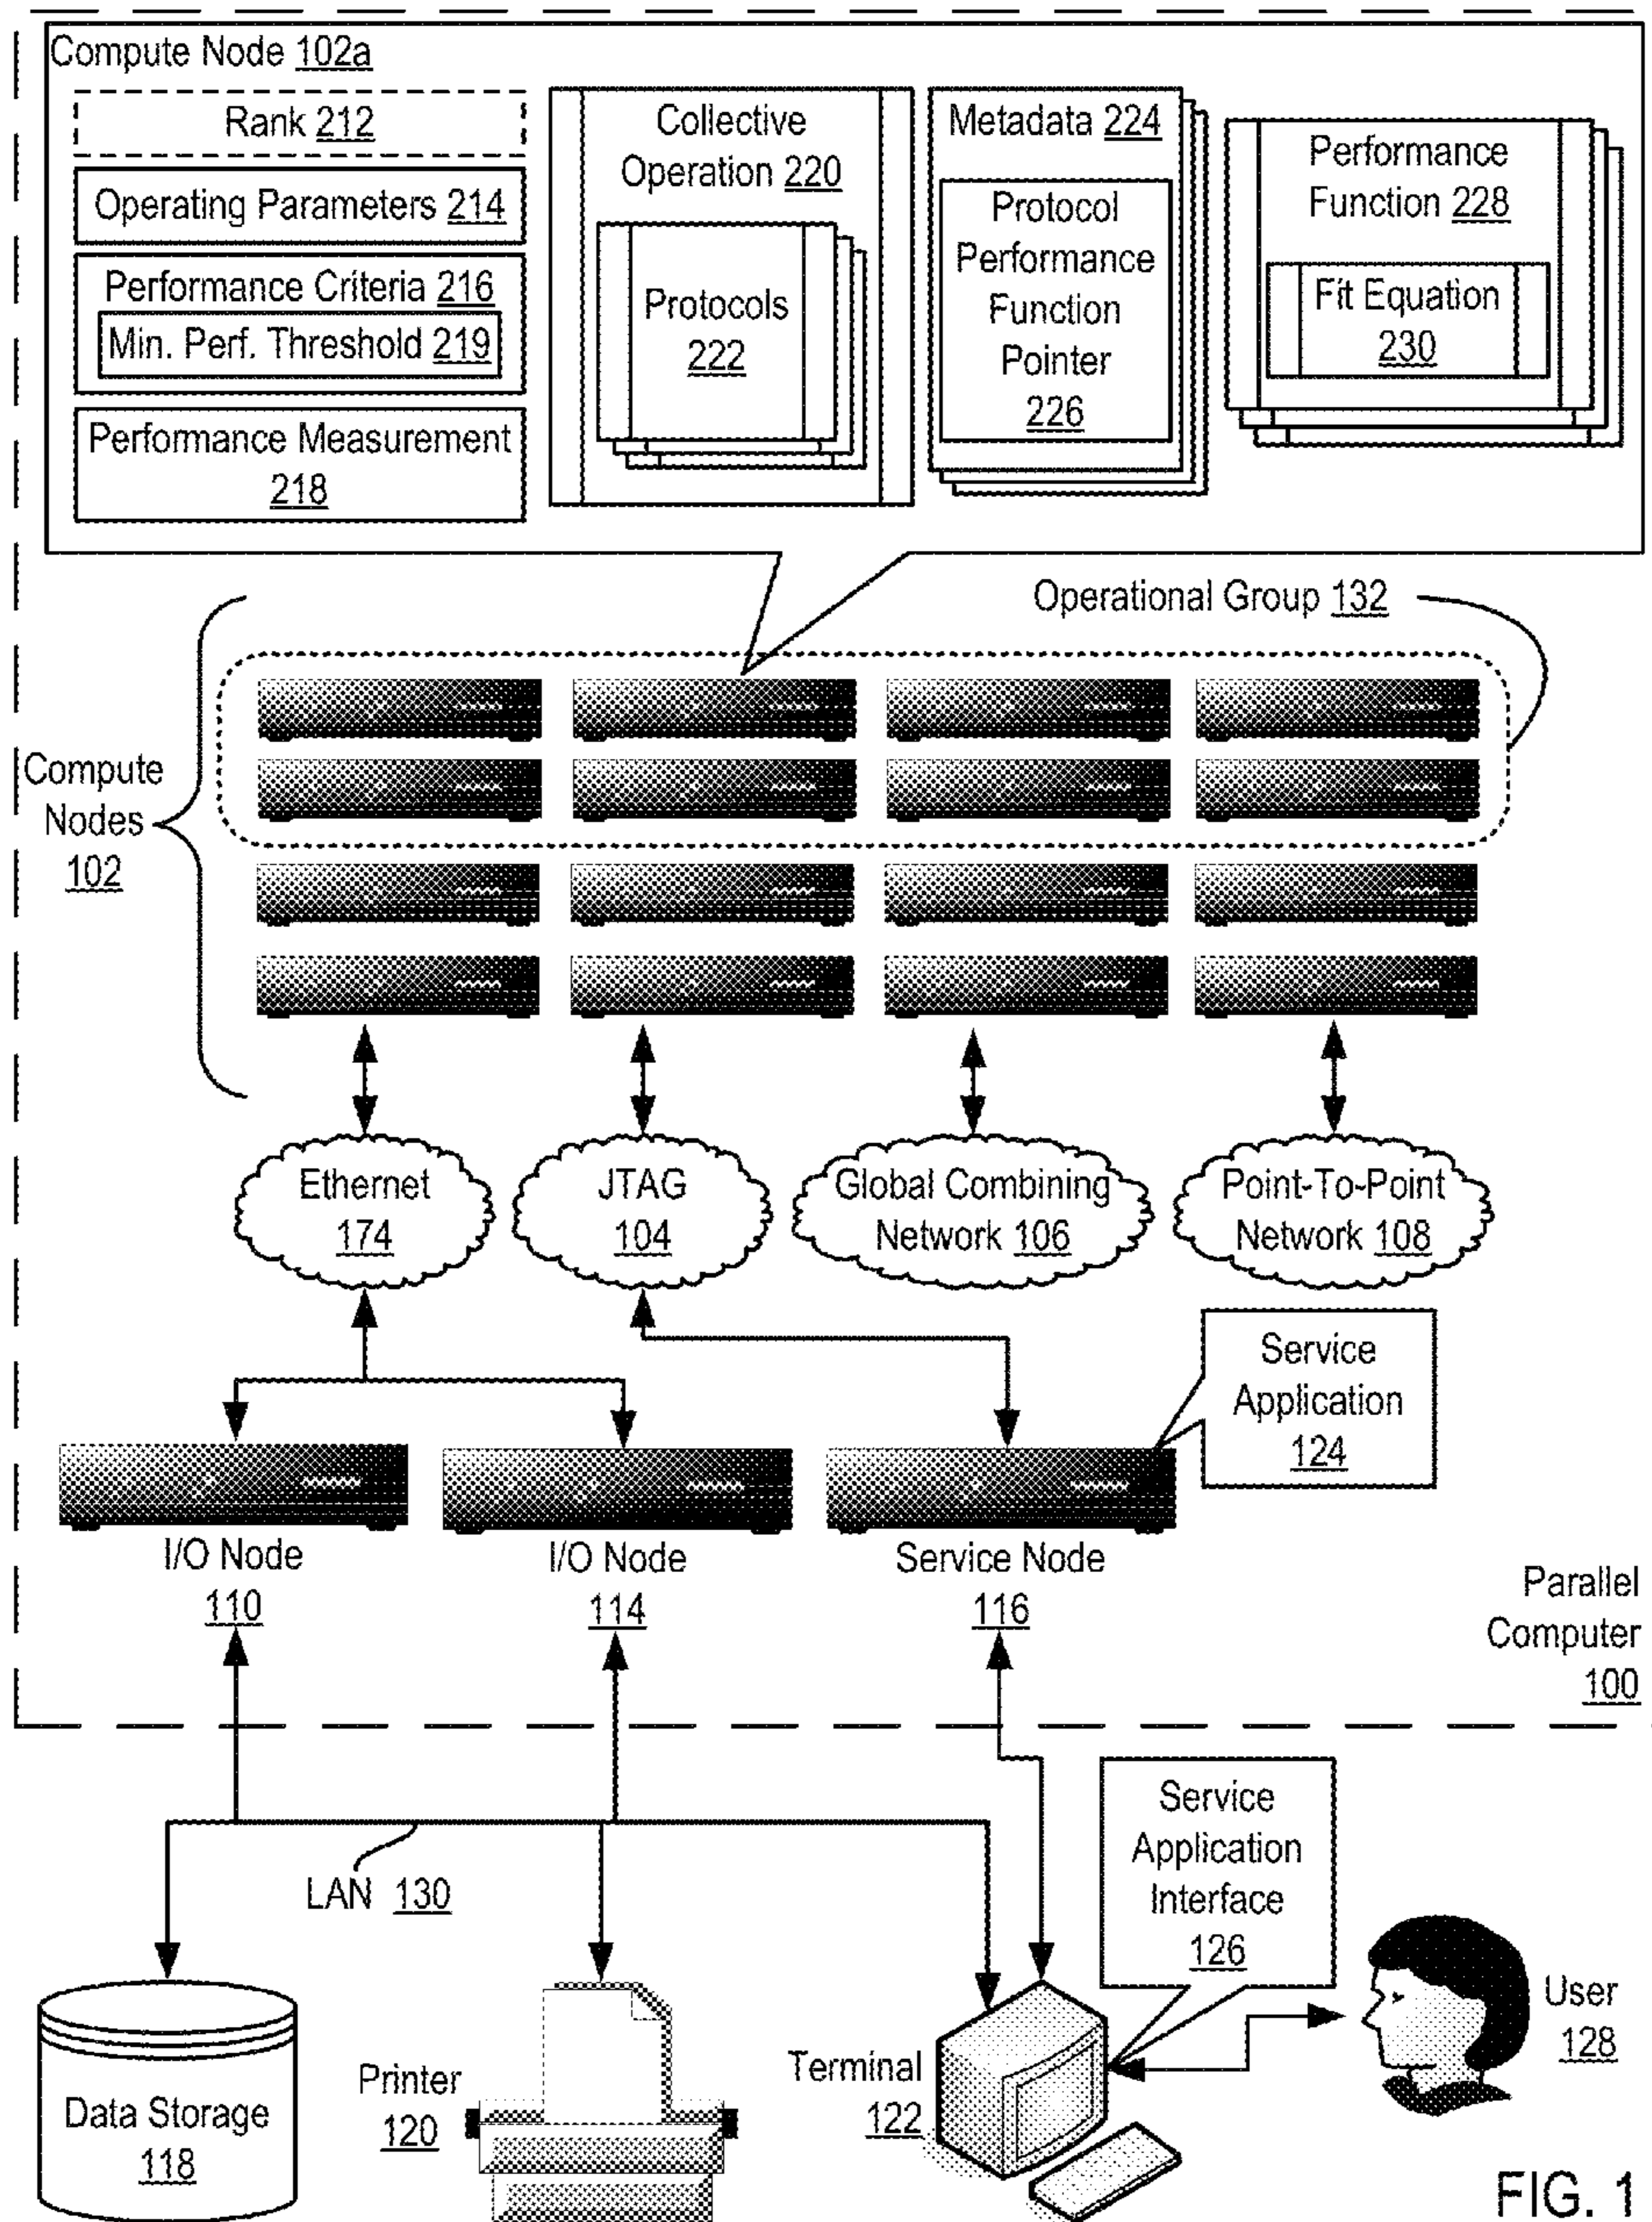 Compute Node 102a
Rank 212
Operating Parameters 214
Performance Criteria 216
Min. Perf. Threshold 219
Performance Measurement
218
Collective
Operation 220
Protocols
222
Metadata 224
Protocol
Performance
Function
Pointer
226
Performance
Function 228
Fit Equation
230
Operational Group 132
Compute
Nodes
102
Ethernet
174
JTAG
104
Global Combining
Network 106
Point-To-Point
Network 108
Service
Application
124
I/O Node
110
I/O Node
114
Service Node
116
Parallel
Computer
100
LAN 130
Service
Application
Interface
126
Data Storage
118
Printer
120
Terminal
122
User
128
FIG. 1